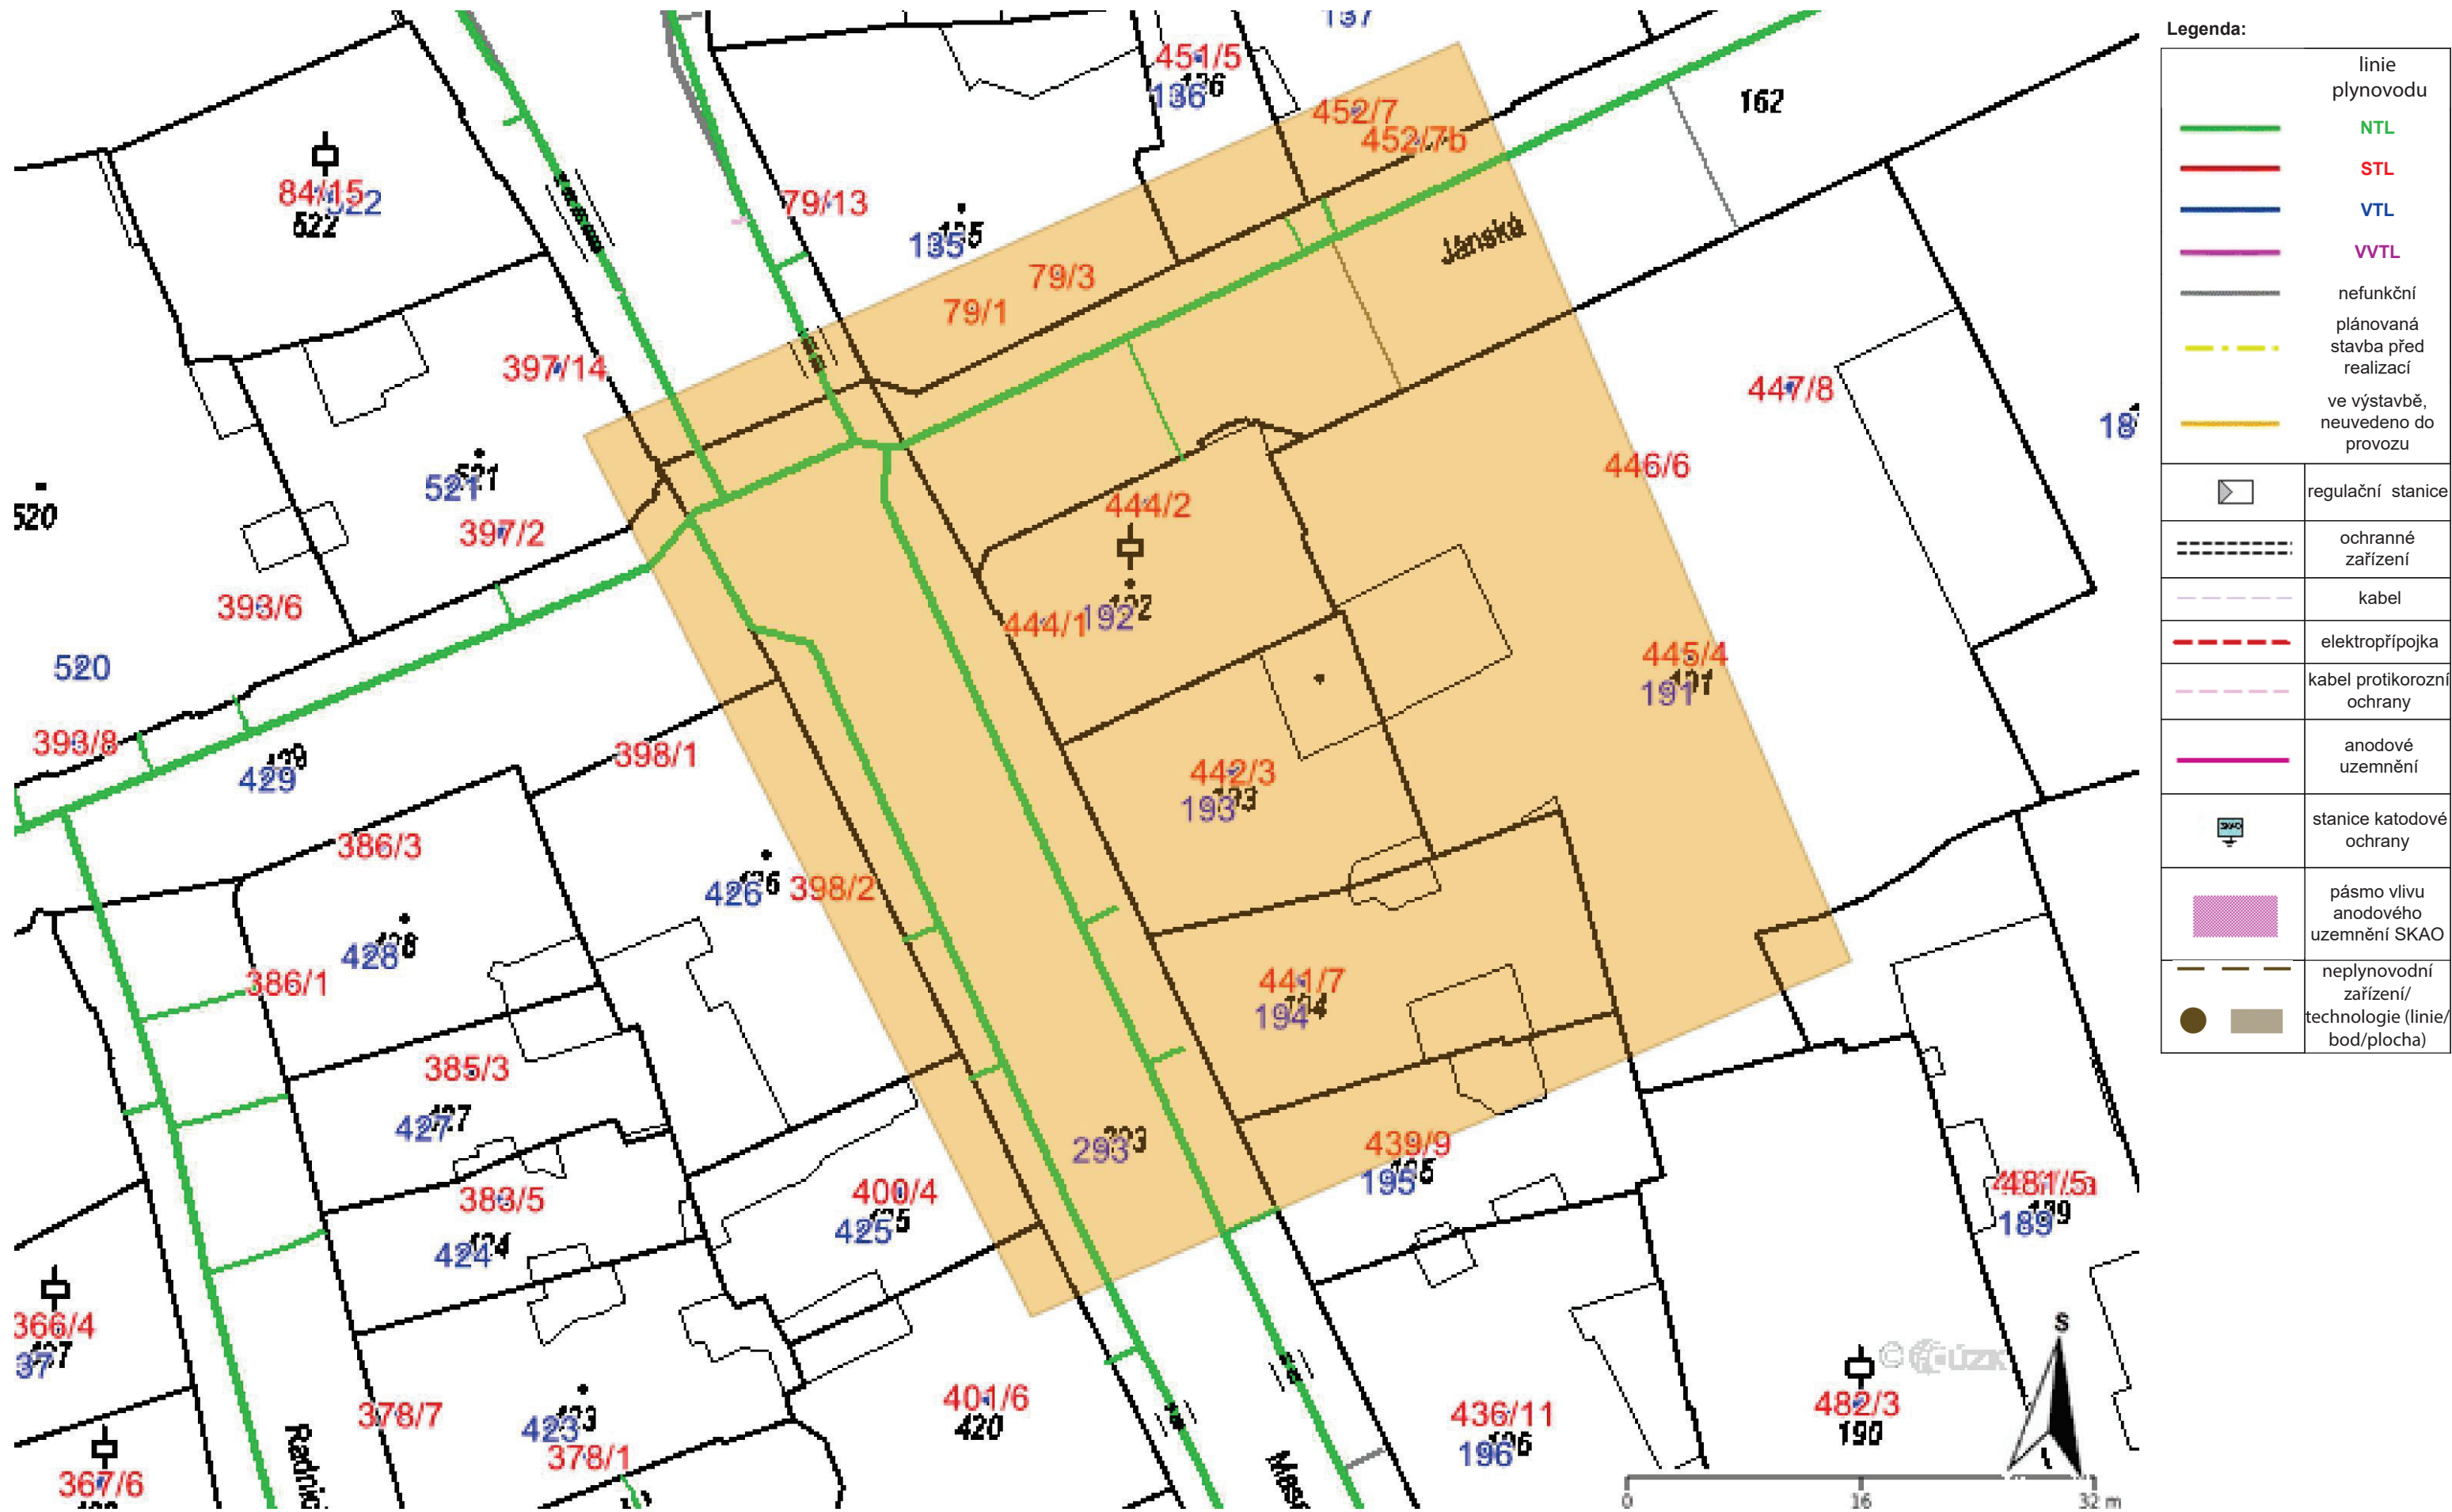 137
451/5
136
452/7
452/7b
162
84/15
522
522
79/13
135
Jánská
79/3
79/1
397/14
447/8
521
446/6
520
444/2
397/2
393/6
444/1
192
520
445/4
191
393/8
398/1
442/3
429
193
386/3
426
398/2
428
441/7
386/1
194
385/3
427
293
439/9
195
383/5
400/4
425
424
189
366/4
37
401/6
420
378/7
436/11
482/3
423
190
196
378/1
367/6
S
0 16 32 m
Legenda:
linie
plynovodu
NTL
STL
VTL
VVTL
nefunkční
plánovaná
stavba před
realizací
ve výstavbě,
neuvedeno do
provozu
regulační stanice
ochranné
zařízení
kabel
elektropřípojka
kabel protikorozní
ochrany
anodové
uzemnění
stanice katodové
ochrany
pásmo vlivu
anodového
uzemnění SKAO
neplynovodní
zařízení/
technologie (linie/
bod/plocha)